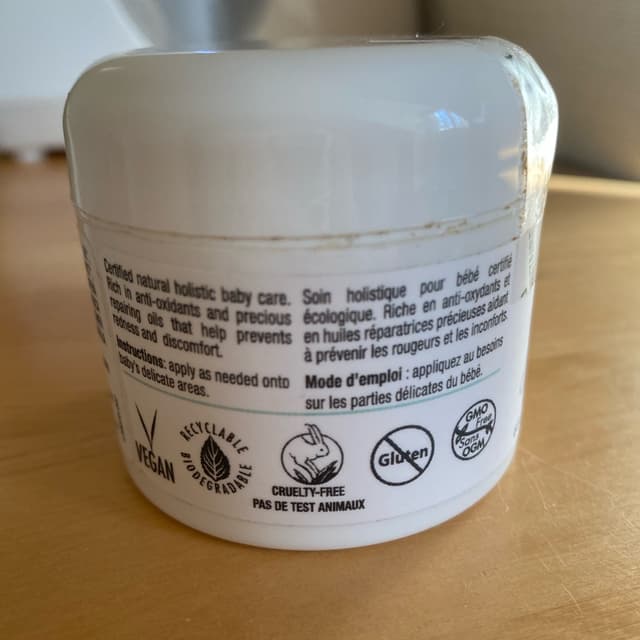 Certified natural holistic baby care.
rich in anti-oxidants and precious
repairing oils that help prevents
redness and discomfort.
Instructions: apply as needed onto
baby's delicate areas.
Soin holistique pour bébé certifié
écologique. Riche en anti-oxydants et
en huiles réparatrices précieuses aidant
à prévenir les rougeurs et les inconforts.
Mode d'emploi : appliquez au besoins
sur les parties délicates du bébé.
VEGAN
RECYCLABLE
BIODEGRADABLE
CRUELTY-FREE
PAS DE TEST ANIMAUX
Gluten
GMO
Free
Sans
OGM